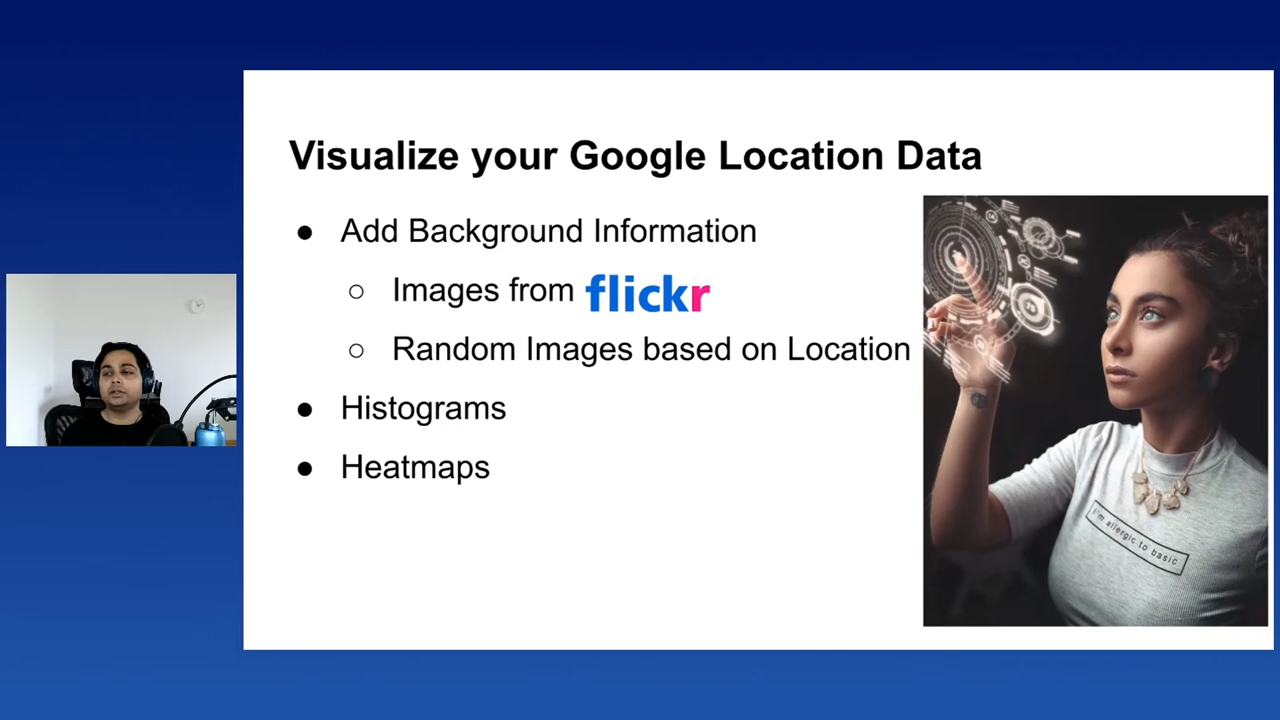 Visualize your Google Location Data
● Add Background Information
○ Images from flickr
○ Random Images based on Location
● Histograms
● Heatmaps
I'm allergic to basic